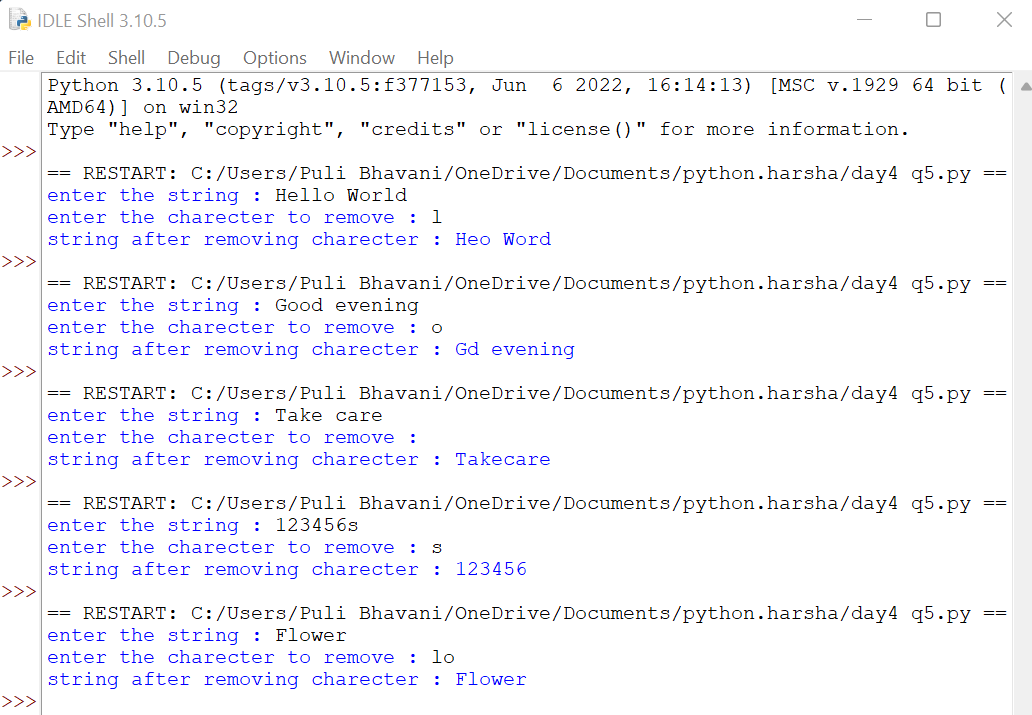 IDLE Shell 3.10.5
File Edit Shell Debug Options Window Help
Python 3.10.5 (tags/v3.10.5:f377153, Jun  6 2022, 16:14:13) [MSC v.1929 64 bit (
AMD64)] on win32
Type "help", "copyright", "credits" or "license()" for more information.
>>>
== RESTART: C:/Users/Puli Bhavani/OneDrive/Documents/python.harsha/day4 q5.py ==
enter the string : Hello World
enter the charecter to remove : l
string after removing charecter : Heo Word
>>>
== RESTART: C:/Users/Puli Bhavani/OneDrive/Documents/python.harsha/day4 q5.py ==
enter the string : Good evening
enter the charecter to remove : o
string after removing charecter : Gd evening
>>>
== RESTART: C:/Users/Puli Bhavani/OneDrive/Documents/python.harsha/day4 q5.py ==
enter the string : Take care
enter the charecter to remove :
string after removing charecter : Takecare
>>>
== RESTART: C:/Users/Puli Bhavani/OneDrive/Documents/python.harsha/day4 q5.py ==
enter the string : 123456s
enter the charecter to remove : s
string after removing charecter : 123456
>>>
== RESTART: C:/Users/Puli Bhavani/OneDrive/Documents/python.harsha/day4 q5.py ==
enter the string : Flower
enter the charecter to remove : lo
string after removing charecter : Flower
>>>